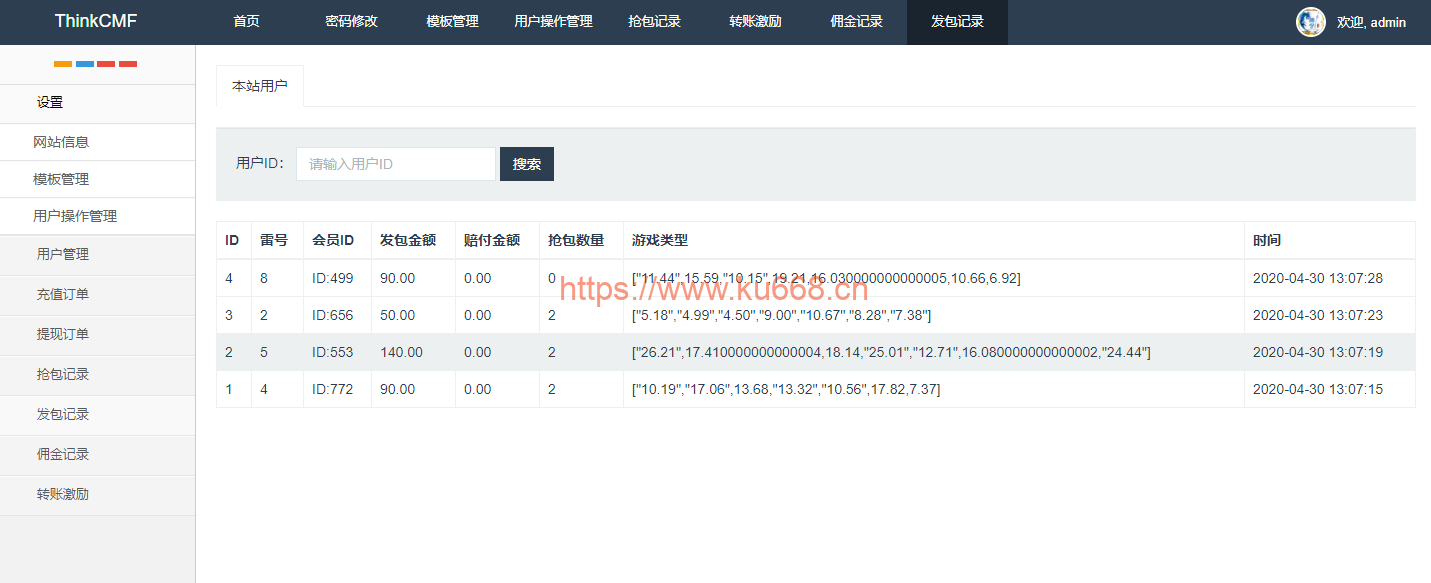 ThinkCMF 首页 密码修改 模板管理 用户操作管理 抢包记录 转账激励 佣金记录 发包记录 欢迎, admin
设置
网站信息
模板管理
用户操作管理
用户管理
充值订单
提现订单
抢包记录
发包记录
佣金记录
转账激励
本站用户
用户ID: 请输入用户ID 搜索
ID 雷号 会员ID 发包金额 赔付金额 抢包数量 游戏类型 时间
4 8 ID:499 90.00 0.00 0 ["11.44",15.59,"10.15",19.21,16.030000000000005,10.66,6.92] 2020-04-30 13:07:28
https://www.ku668.cn
3 2 ID:656 50.00 0.00 2 ["5.18","4.99","4.50","9.00","10.67","8.28","7.38"] 2020-04-30 13:07:23
2 5 ID:553 140.00 0.00 2 ["26.21",17.410000000000004,18.14,"25.01","12.71",16.080000000000002,"24.44"] 2020-04-30 13:07:19
1 4 ID:772 90.00 0.00 2 ["10.19","17.06",13.68,"13.32","10.56",17.82,7.37] 2020-04-30 13:07:15